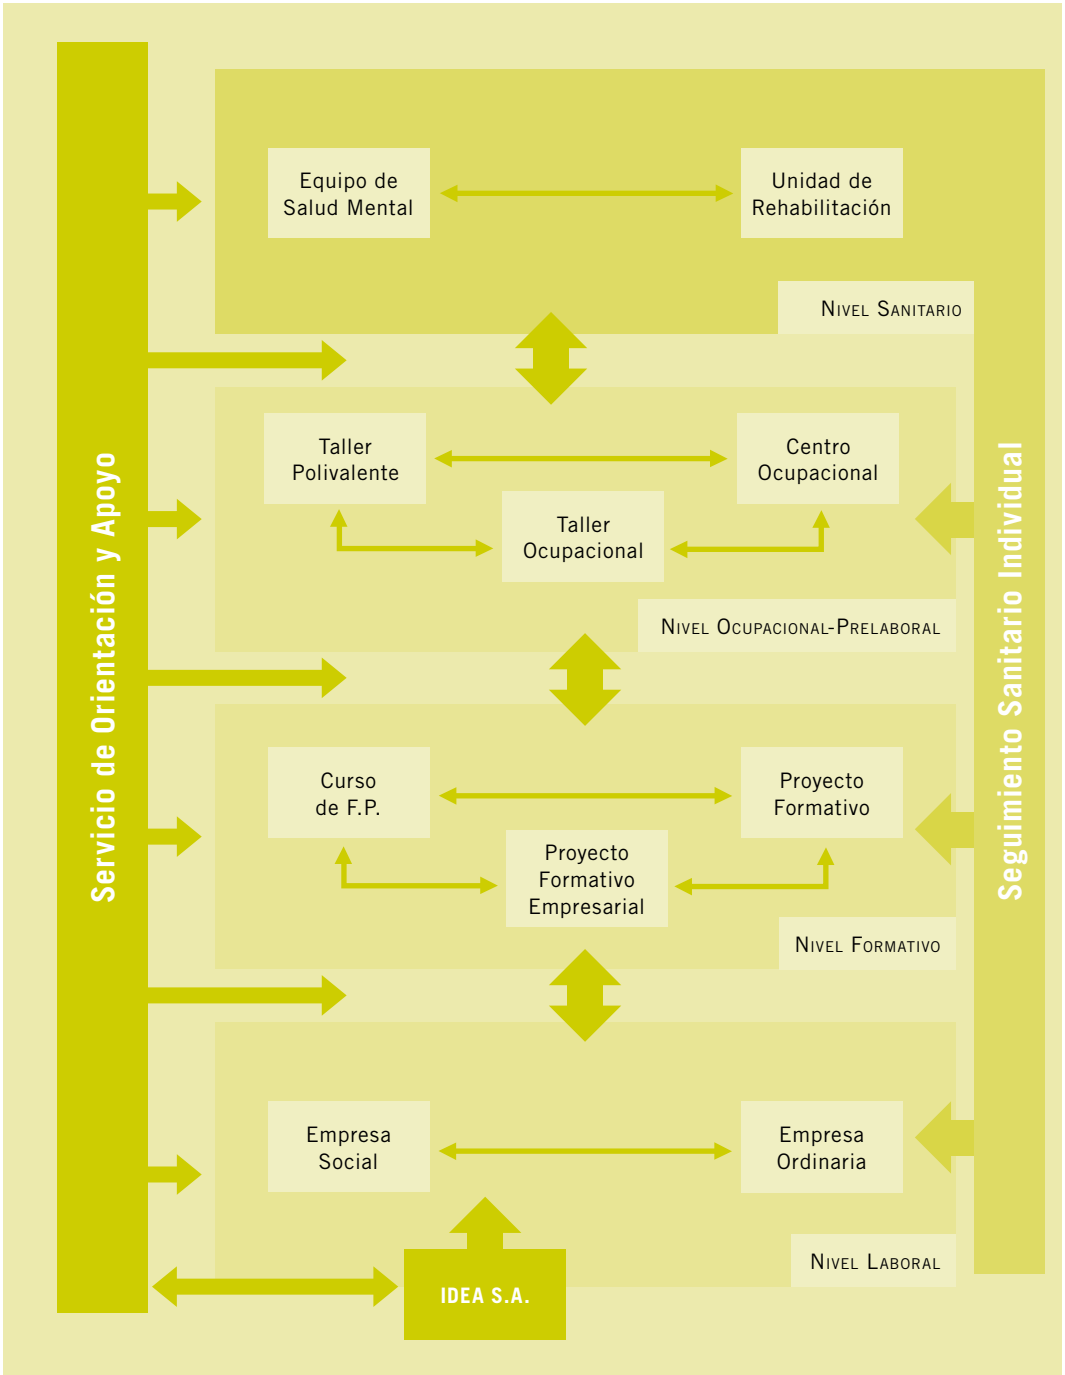 Servicio de Orientación y Apoyo
Equipo de
Salud Mental
Unidad de
Rehabilitación
Nivel Sanitario
Taller
Polivalente
Centro
Ocupacional
Taller
Ocupacional
Nivel Ocupacional-Prelaboral
Curso
de F.P.
Proyecto
Formativo
Proyecto
Formativo
Empresarial
Nivel Formativo
Empresa
Social
Empresa
Ordinaria
Nivel Laboral
IDEA S.A.
Seguimiento Sanitario Individual